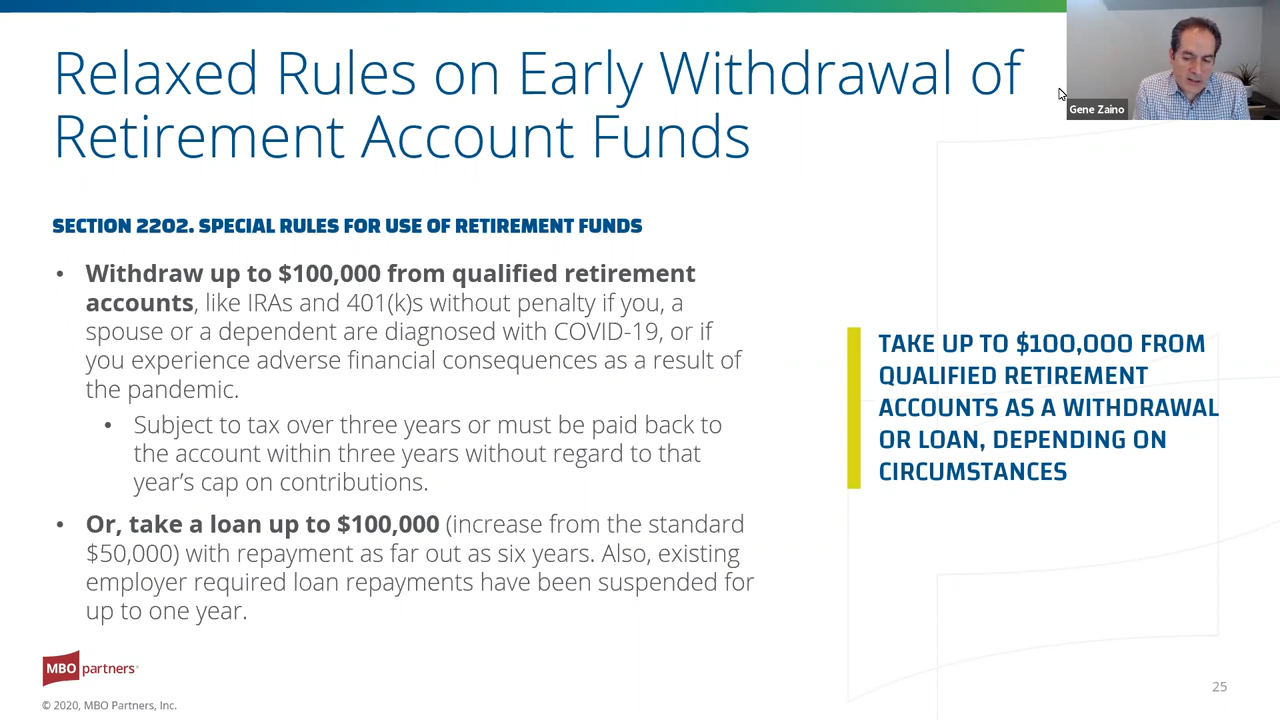 Relaxed Rules on Early Withdrawal of
Retirement Account Funds
Gene Zaino
SECTION 2202. SPECIAL RULES FOR USE OF RETIREMENT FUNDS
• Withdraw up to $100,000 from qualified retirement
accounts, like IRAs and 401(k)s without penalty if you, a
spouse or a dependent are diagnosed with COVID-19, or if
you experience adverse financial consequences as a result of
the pandemic.
• Subject to tax over three years or must be paid back to
the account within three years without regard to that
year's cap on contributions.
• Or, take a loan up to $100,000 (increase from the standard
$50,000) with repayment as far out as six years. Also, existing
employer required loan repayments have been suspended for
up to one year.
TAKE UP TO $100,000 FROM
QUALIFIED RETIREMENT
ACCOUNTS AS A WITHDRAWAL
OR LOAN, DEPENDING ON
CIRCUMSTANCES
MBO partners
© 2020, MBO Partners, Inc.
25